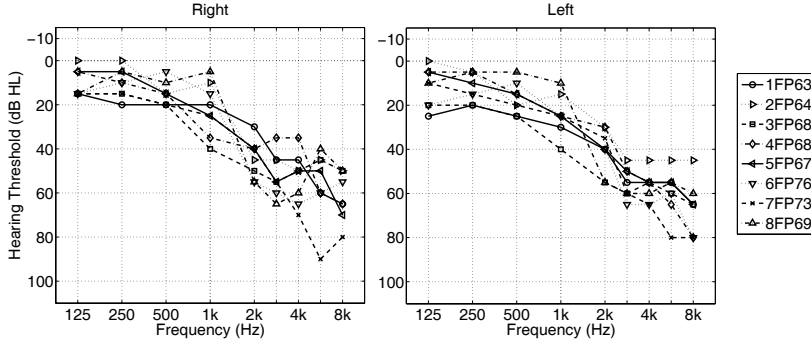 Right
Left
Hearing Threshold (dB HL)
−10
0
20
40
60
80
100
125 250 500 1k 2k 4k 8k
Frequency (Hz)
−10
0
20
40
60
80
100
125 250 500 1k 2k 4k 8k
Frequency (Hz)
1FP63
2FP64
3FP68
4FP68
5FP67
6FP76
7FP73
8FP69